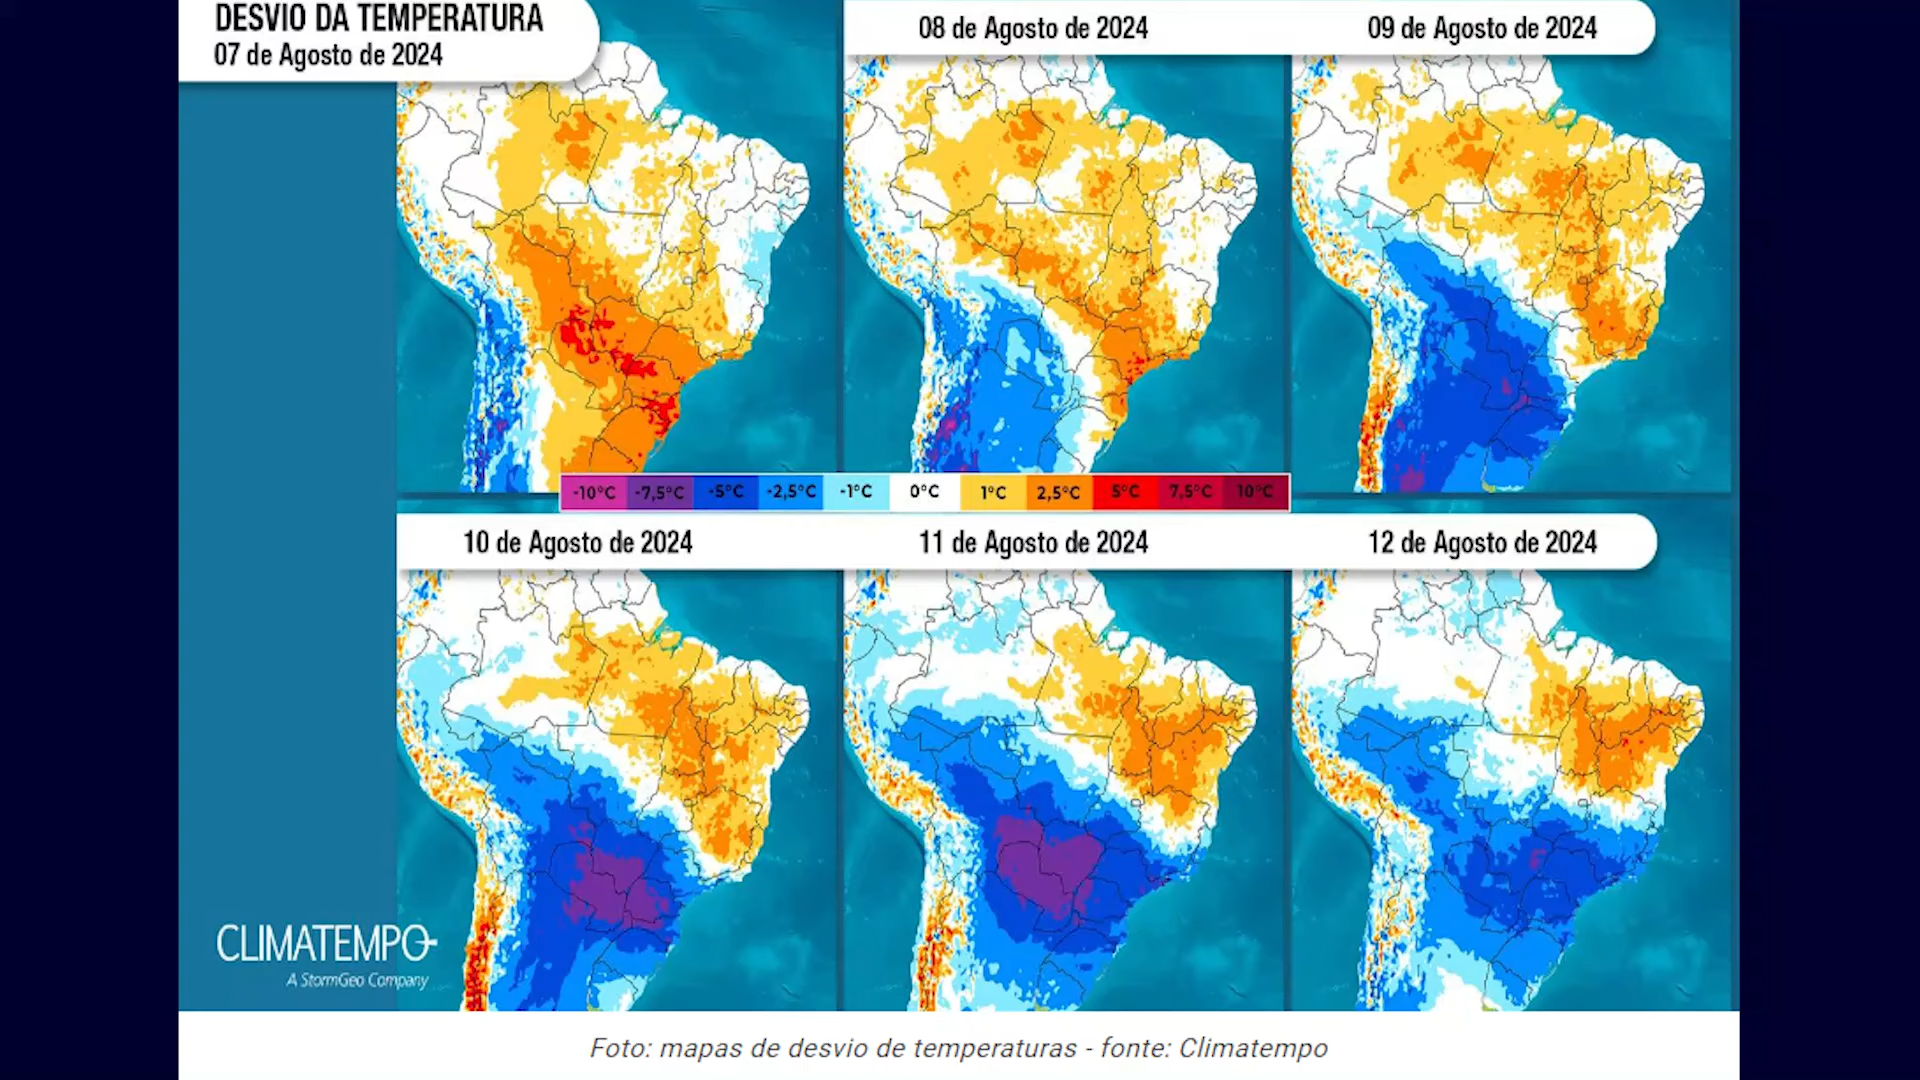 DESVIO DA TEMPERATURA
07 de Agosto de 2024
08 de Agosto de 2024
09 de Agosto de 2024
-10°C -7,5°C -5°C -2,5°C -1°C 0°C 1°C 2,5°C 5°C 7,5°C 10°C
10 de Agosto de 2024
11 de Agosto de 2024
12 de Agosto de 2024
CLIMATEMPO
A StormGeo Company
Foto: mapas de desvio de temperaturas - fonte: Climatempo